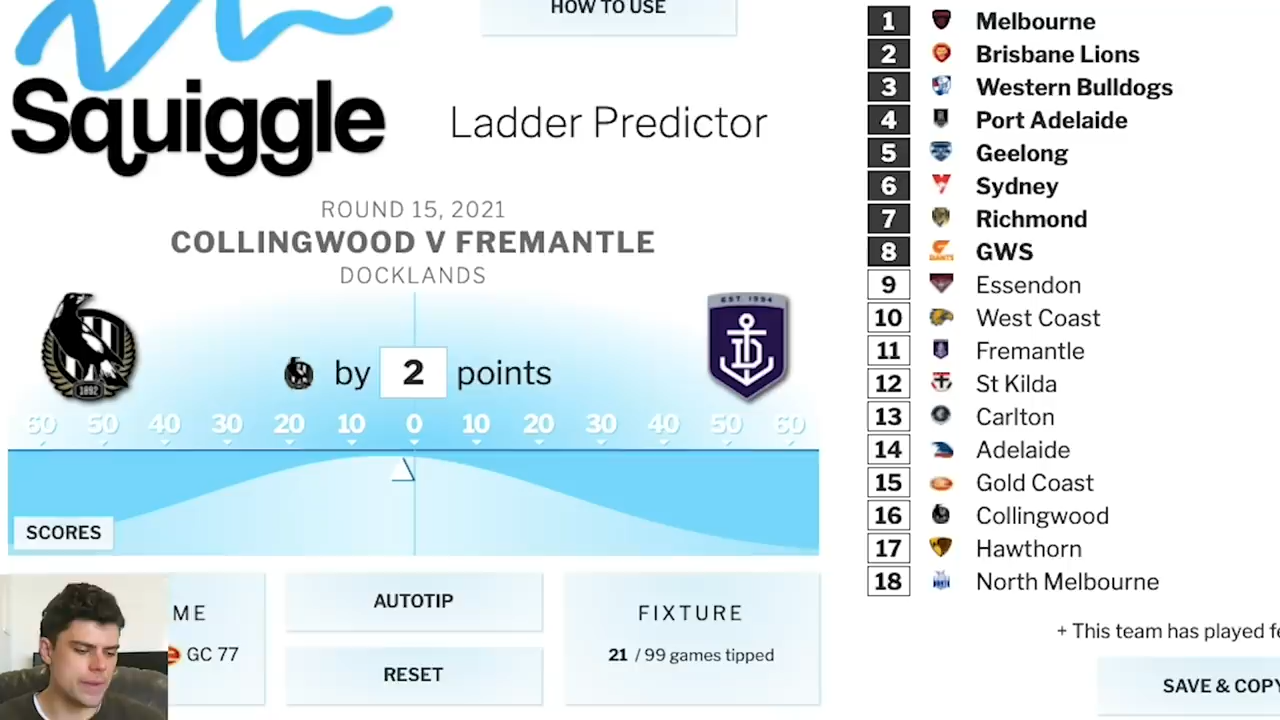 HOW TO USE
Squiggle
Ladder Predictor
ROUND 15, 2021
COLLINGWOOD V FREMANTLE
DOCKLANDS
EST 1994
1892
by 2 points
60 50 40 30 20 10 0 10 20 30 40 50 60
SCORES
ME
GC 77
AUTOTIP
RESET
FIXTURE
21 / 99 games tipped
1 Melbourne
2 Brisbane Lions
3 Western Bulldogs
4 Port Adelaide
5 Geelong
6 Sydney
7 Richmond
8 GWS
9 Essendon
10 West Coast
11 Fremantle
12 St Kilda
13 Carlton
14 Adelaide
15 Gold Coast
16 Collingwood
17 Hawthorn
18 North Melbourne
+ This team has played fe
SAVE & COPY